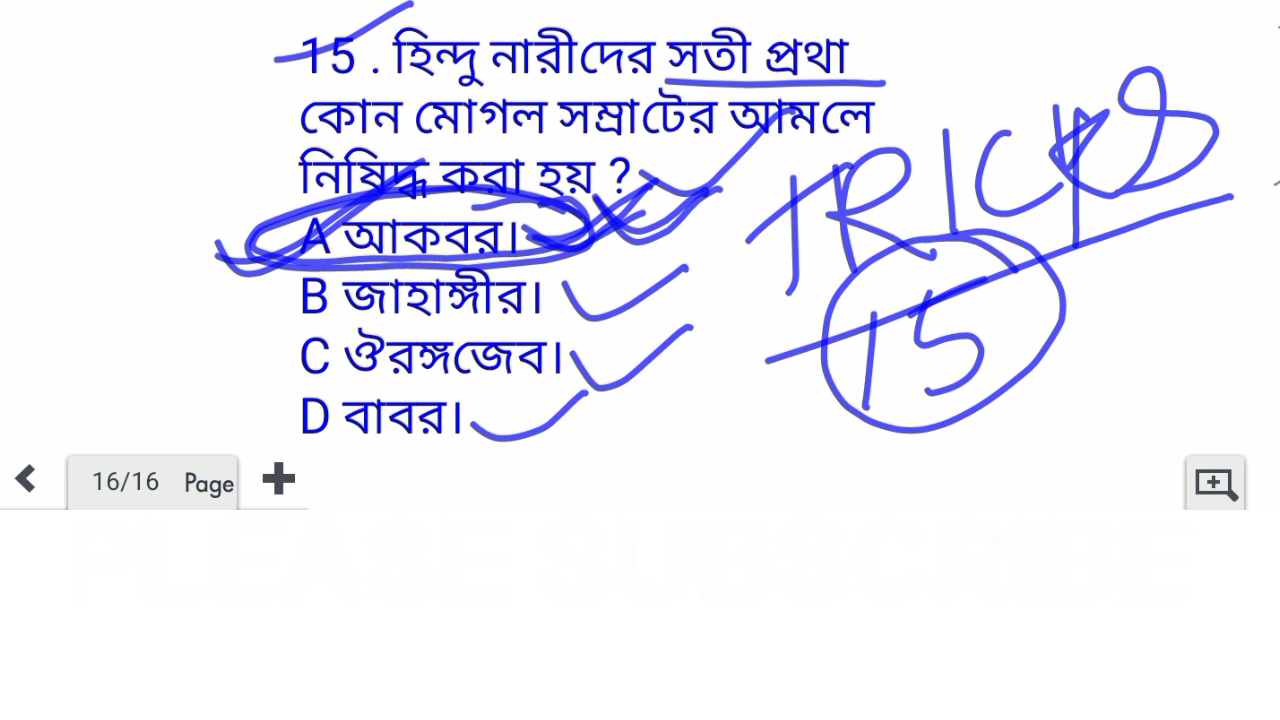 15 . হিন্দু নারীদের সতী প্রথা
কোন মোগল সম্রাটের আমলে
নিষিদ্ধ করা হয় ?
A আকবর।
B জাহাঙ্গীর।
C ঔরঙ্গজেব।
D বাবর।
TRICKS
15
16/16 Page
PLEASE SUBSCRIBE